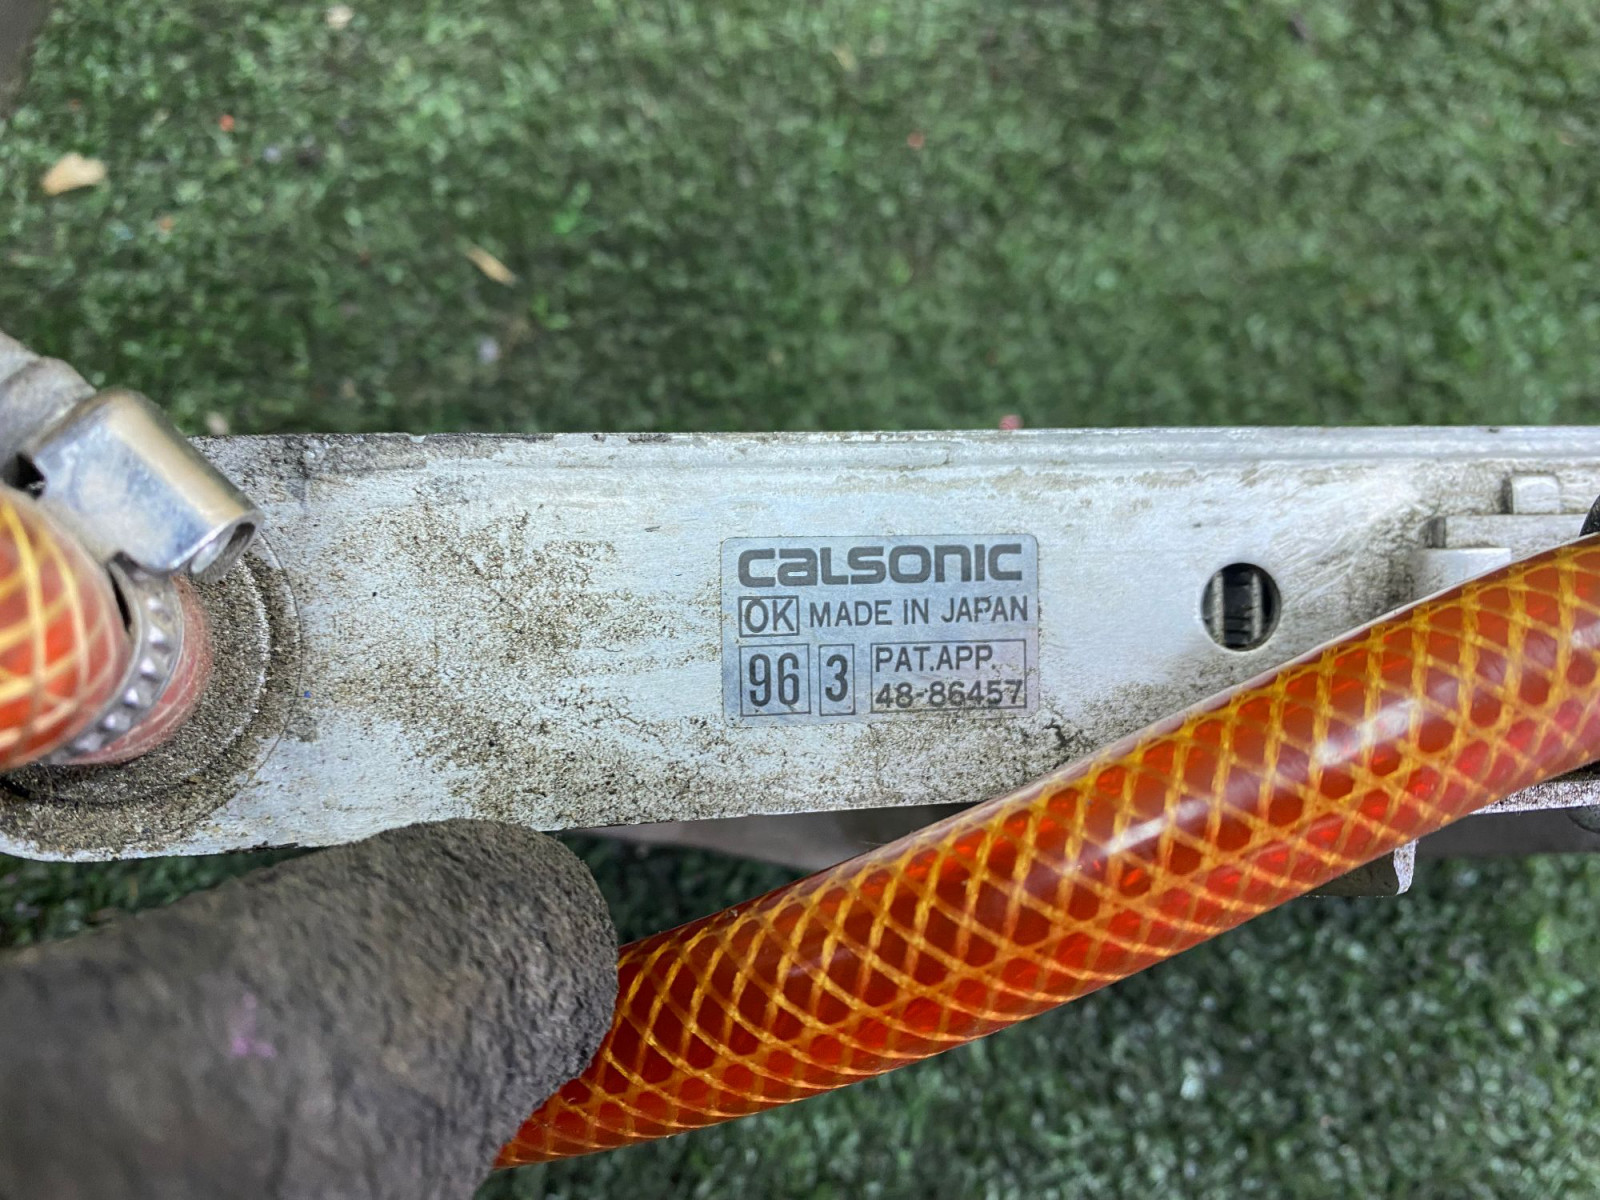 CALSONIC
OK MADE IN JAPAN
96 3 PAT.APP.
48-86457